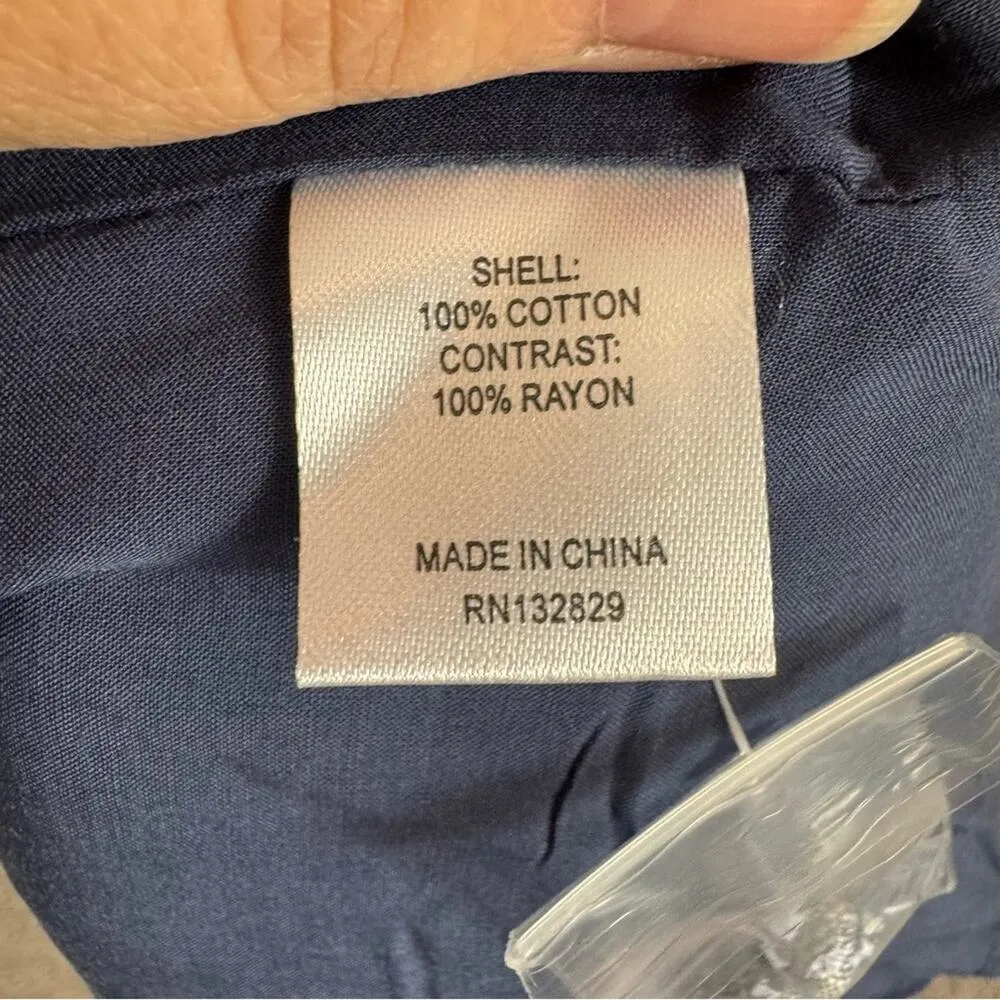 SHELL:
100% COTTON
CONTRAST:
100% RAYON
MADE IN CHINA
RN132829